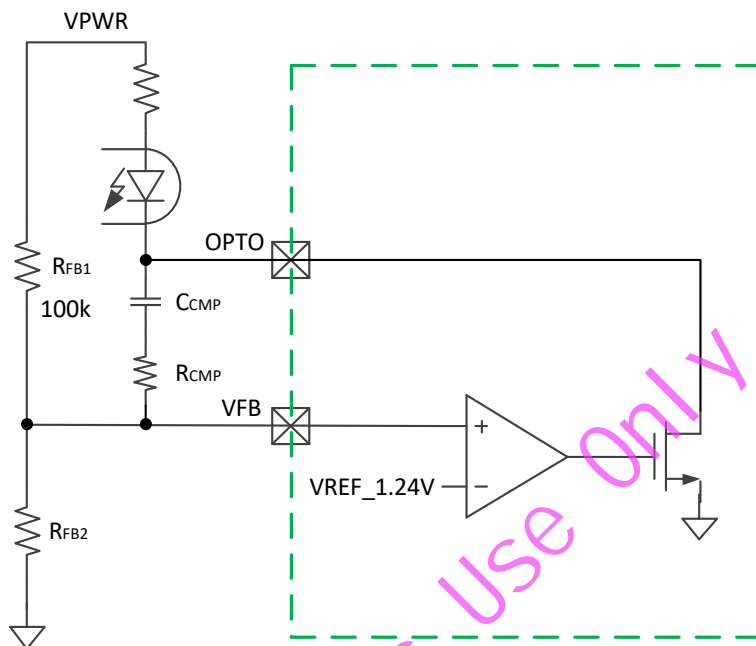 VPWR
OPTO
RFB1
100k
CCMP
RCMP
VFB
+
VREF_1.24V
−
RFB2
Use Only